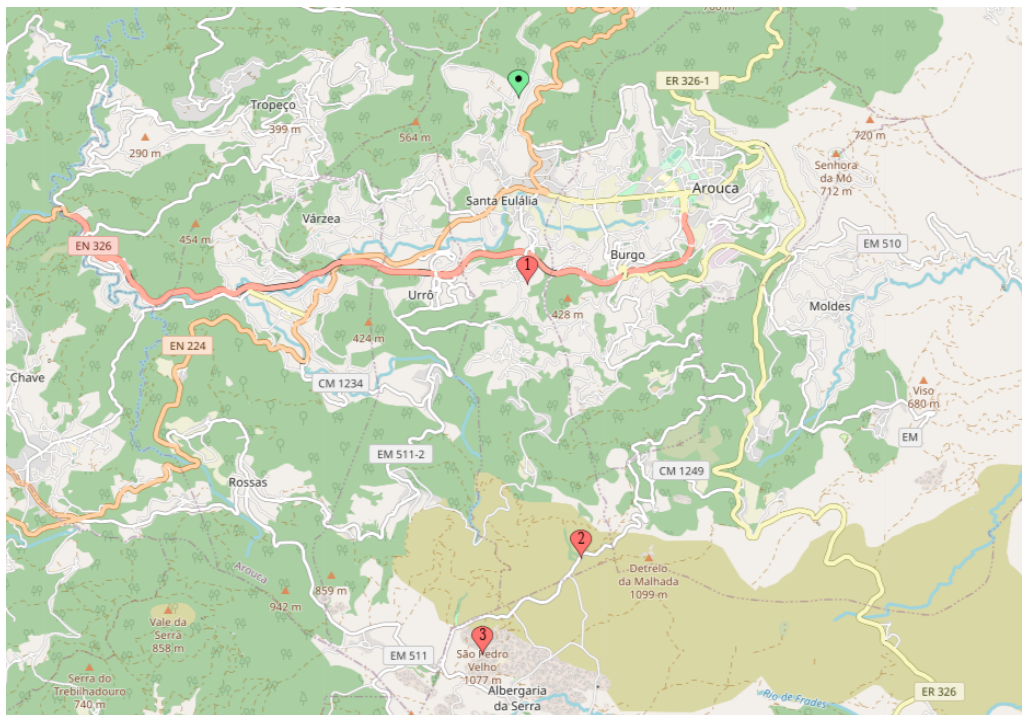 708 m
ER 326-1
Tropeço
399 m
290 m
564 m
720 m
Senhora
da Mó
712 m
Arouca
Santa Eulália
Várzea
454 m
EN 326
EM 510
Burgo
1
Urrô
428 m
Moldes
424 m
EN 224
Chave
CM 1234
Viso
680 m
EM
EM 511-2
CM 1249
Rossas
2
Arouca
Detrelo
da Malhada
1099 m
859 m
942 m
Vale da
Serra
858 m
3
EM 511
São Pedro
Velho
1077 m
Serra do
Trebilhadouro
740 m
Albergaria
da Serra
Rio de Frades
ER 326